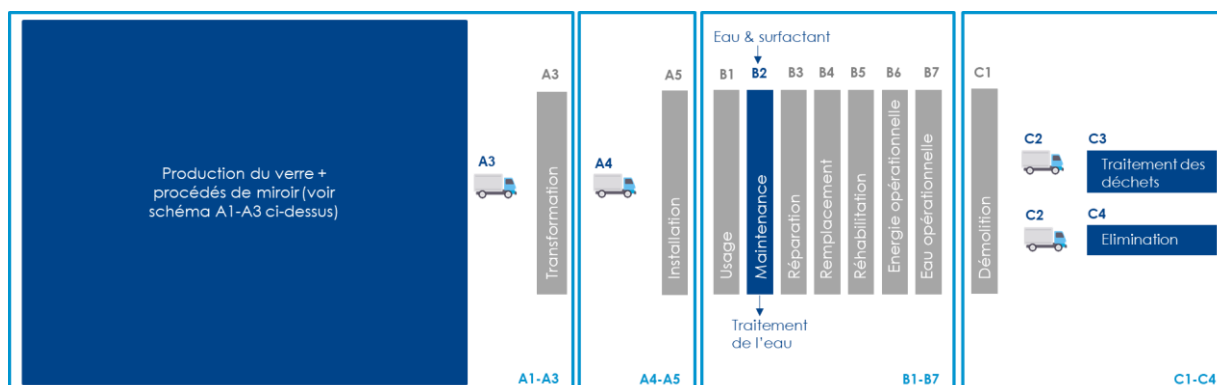 Production du verre +
procédés de miroir (voir
schéma A1-A3 ci-dessus)
A3
A3
Transformation
A1-A3
A4
A5
Installation
A4-A5
Eau & surfactant
B1
B2
B3
B4
B5
B6
B7
Usage
Maintenance
Réparation
Remplacement
Réhabilitation
Energie opérationnelle
Eau opérationnelle
Traitement
de l’eau
B1-B7
C1
Démolition
C2
C3
Traitement des
déchets
C2
C4
Elimination
C1-C4